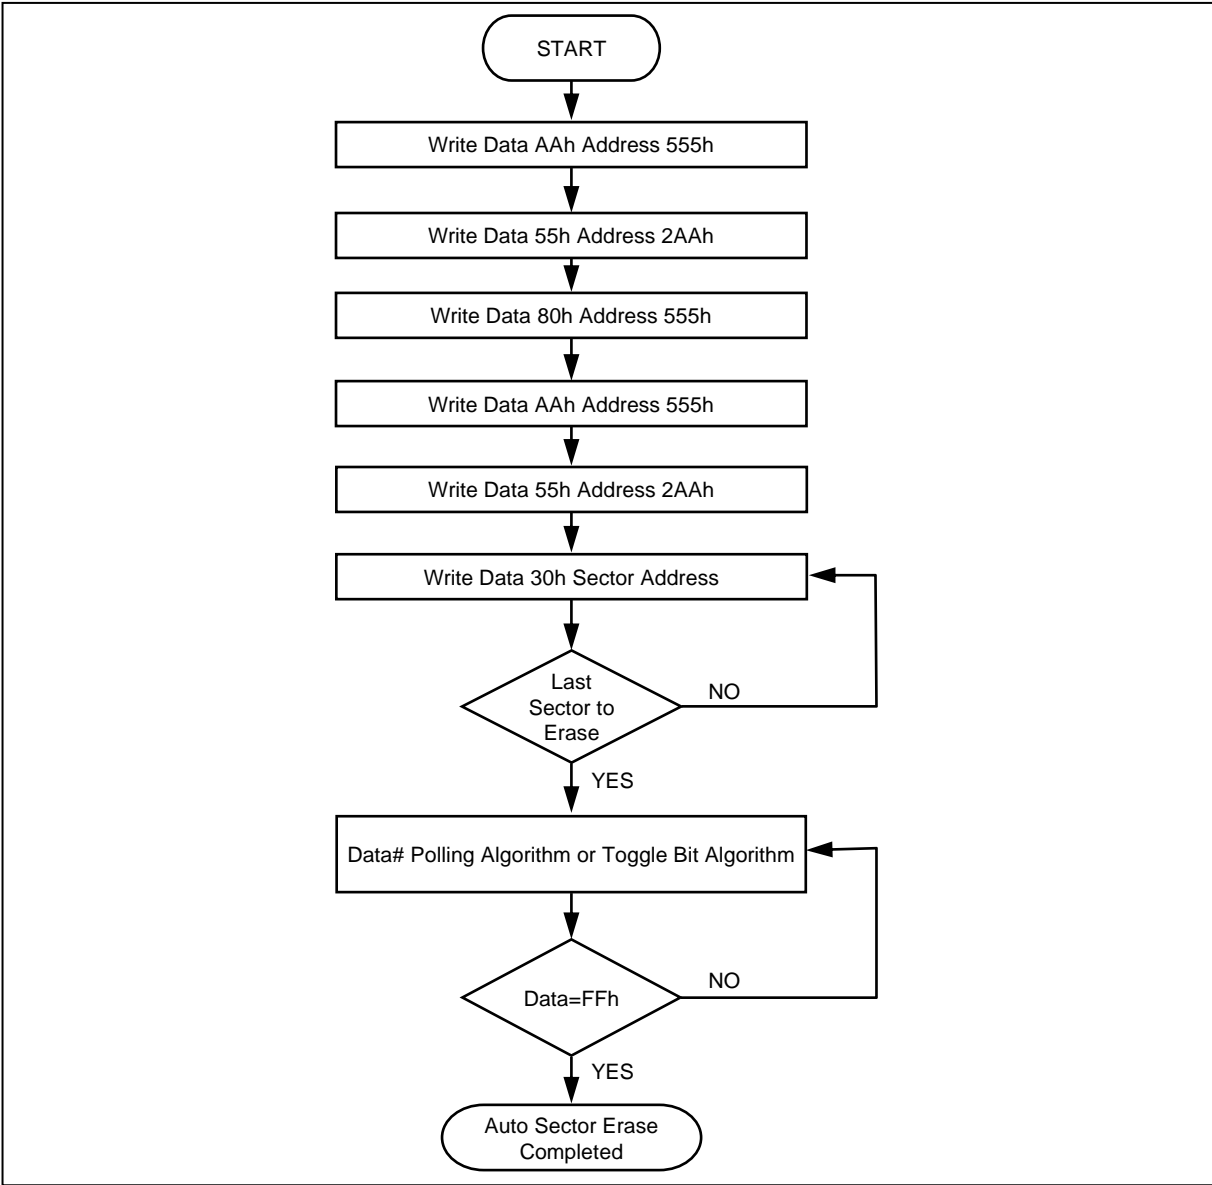 START
Write Data AAh Address 555h
Write Data 55h Address 2AAh
Write Data 80h Address 555h
Write Data AAh Address 555h
Write Data 55h Address 2AAh
Write Data 30h Sector Address
Last
Sector to
Erase
NO
YES
Data# Polling Algorithm or Toggle Bit Algorithm
Data=FFh
NO
YES
Auto Sector Erase
Completed